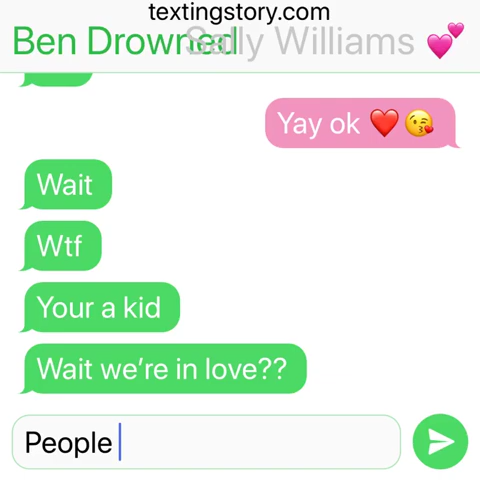 textingstory.com
Ben Drowned Sally Williams 💕
Yay ok ❤️😘
Wait
Wtf
Your a kid
Wait we're in love??
People